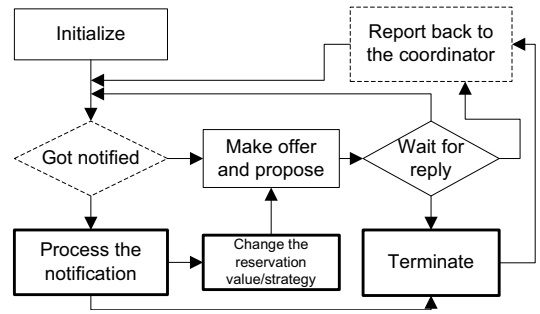 Initialize
Report back to
the coordinator
Got notified
Make offer
and propose
Wait for
reply
Process the
notification
Change the
reservation
value/strategy
Terminate